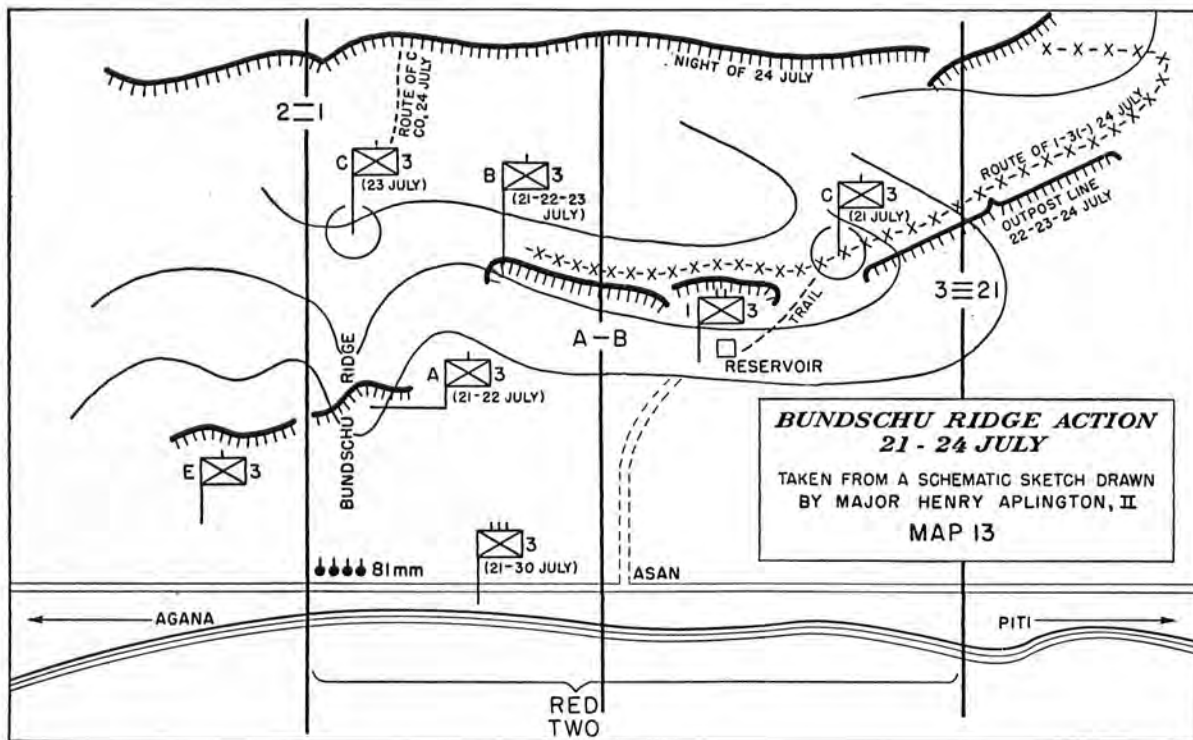 NIGHT OF 24 JULY
2 1
ROUTE OF C
CO, 24 JULY
C 3
(23 JULY)
B 3
(21-22-23
JULY)
C 3
(21 JULY)
ROUTE OF 1-3(-) 24 JULY
OUTPOST LINE
22-23-24 JULY
3 21
1 3
TRAIL
RESERVOIR
A-B
BUNDSCHU RIDGE
A 3
(21-22 JULY)
E 3
3
(21-30 JULY)
81mm
ASAN
AGANA
PITI
RED
TWO
BUNDSCHU RIDGE ACTION
21 - 24 JULY
TAKEN FROM A SCHEMATIC SKETCH DRAWN
BY MAJOR HENRY APLINGTON, II
MAP 13